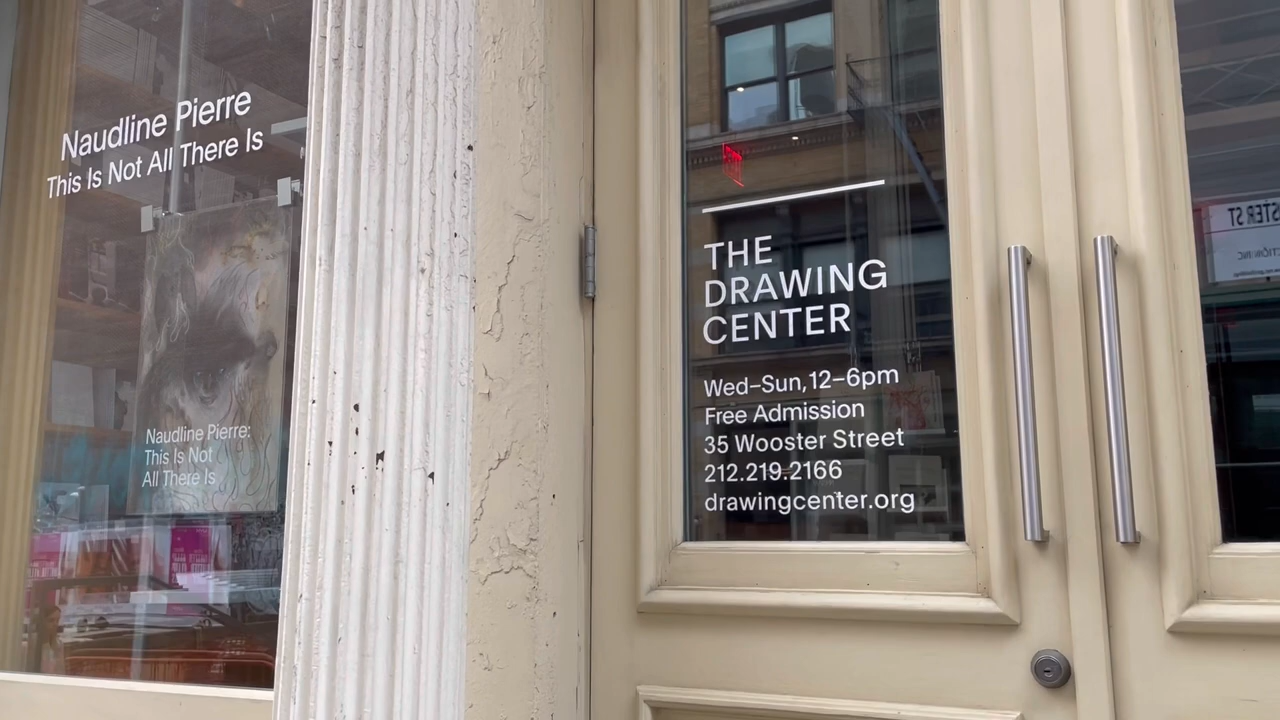 Naudline Pierre
This Is Not All There Is
Naudline Pierre:
This Is Not
All There Is
THE
DRAWING
CENTER
Wed–Sun, 12–6pm
Free Admission
35 Wooster Street
212.219.2166
drawingcenter.org